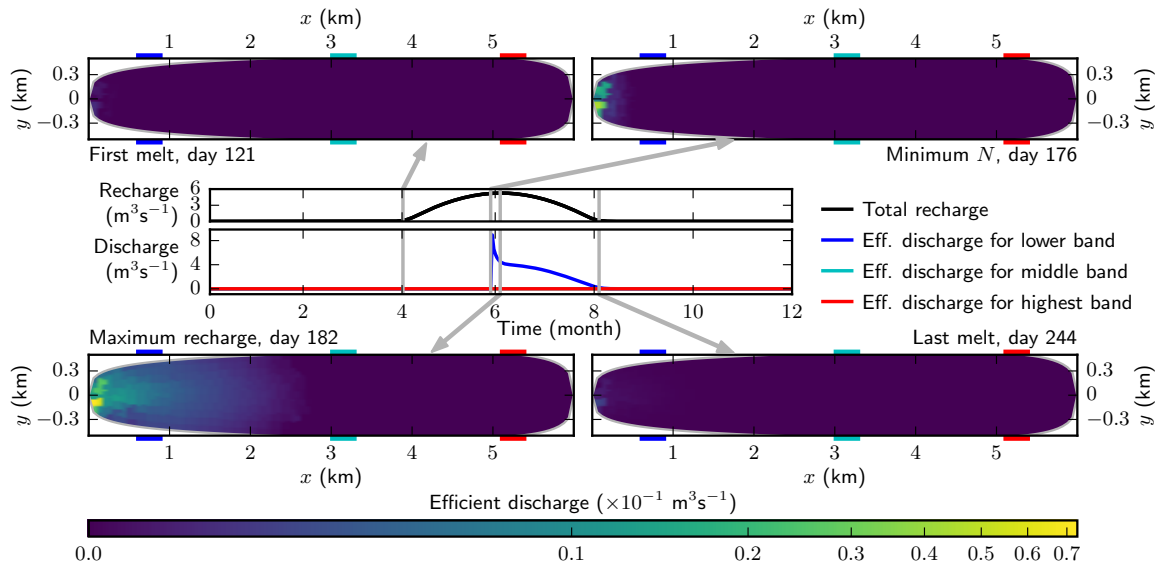 x (km) x (km)
1 2 3 4 5 1 2 3 4 5
y (km) 0.3 0 −0.3 0.3 0 −0.3 y (km)
First melt, day 121 Minimum N, day 176
Recharge (m³s⁻¹) 6 3 0
Discharge (m³s⁻¹) 8 4 0
0 2 4 6 8 10 12
Time (month)
Total recharge
Eff. discharge for lower band
Eff. discharge for middle band
Eff. discharge for highest band
Maximum recharge, day 182 Last melt, day 244
y (km) 0.3 0 −0.3 0.3 0 −0.3 y (km)
1 2 3 4 5 1 2 3 4 5
x (km) x (km)
Efficient discharge (×10⁻¹ m³s⁻¹)
0.0 0.1 0.2 0.3 0.4 0.5 0.6 0.7